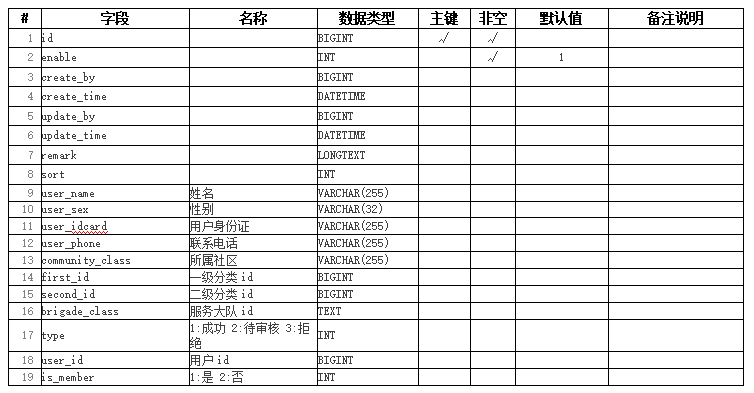 # 字段 名称 数据类型 主键 非空 默认值 备注说明
1 id BIGINT √ √
2 enable INT √ 1
3 create_by BIGINT
4 create_time DATETIME
5 update_by BIGINT
6 update_time DATETIME
7 remark LONGTEXT
8 sort INT
9 user_name 姓名 VARCHAR(255)
10 user_sex 性别 VARCHAR(32)
11 user_idcard 用户身份证 VARCHAR(255)
12 user_phone 联系电话 VARCHAR(255)
13 community_class 所属社区 VARCHAR(255)
14 first_id 一级分类id BIGINT
15 second_id 二级分类id BIGINT
16 brigade_class 服务大队id TEXT
17 type 1:成功 2:待审核 3:拒
绝 INT
18 user_id 用户id BIGINT
19 is_member 1:是 2:否 INT